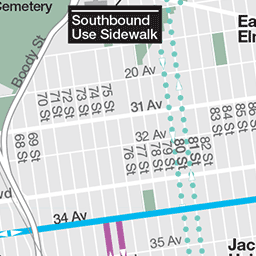 Cemetery
Southbound
Use Sidewalk
Ea
Elm
Boody St
20 Av
70 St
71 St
72 St
73 St
74 St
75 St
31 Av
83 St
84 St
85 St
32 Av
68 St
69 St
76 St
77 St
78 St
79 St
80 St
81 St
82 St
vd
34 Av
35 Av
Jac